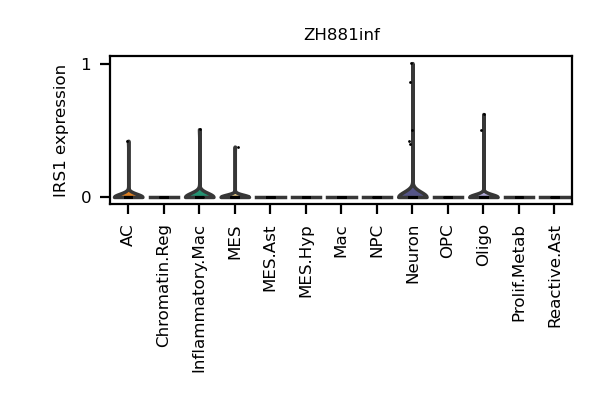 ZH881inf
IRS1 expression
1
0
AC
Chromatin.Reg
Inflammatory.Mac
MES
MES.Ast
MES.Hyp
Mac
NPC
Neuron
OPC
Oligo
Prolif.Metab
Reactive.Ast